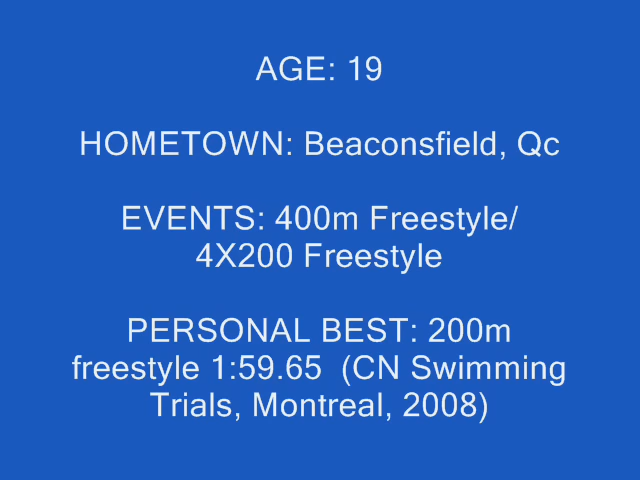 AGE: 19
HOMETOWN: Beaconsfield, Qc
EVENTS: 400m Freestyle/
4X200 Freestyle
PERSONAL BEST: 200m
freestyle 1:59.65  (CN Swimming
Trials, Montreal, 2008)